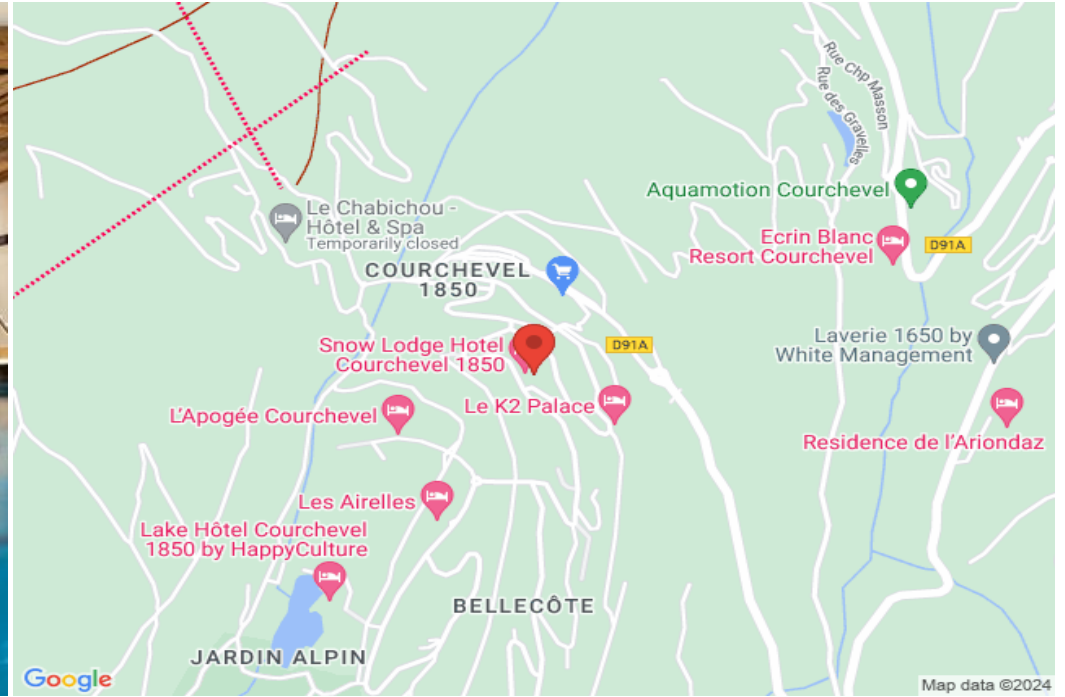 Rue Chp Masson
Rue des Gravelles
Aquamotion Courchevel
Le Chabichou -
Hôtel & Spa
Temporarily closed
Ecrin Blanc
Resort Courchevel
D91A
COURCHEVEL
1850
Snow Lodge Hotel
Courchevel 1850
D91A
Laverie 1650 by
White Management
L'Apogée Courchevel
Le K2 Palace
Residence de l'Ariondaz
Les Airelles
Lake Hôtel Courchevel
1850 by HappyCulture
BELLECÔTE
JARDIN ALPIN
Google
Map data ©2024